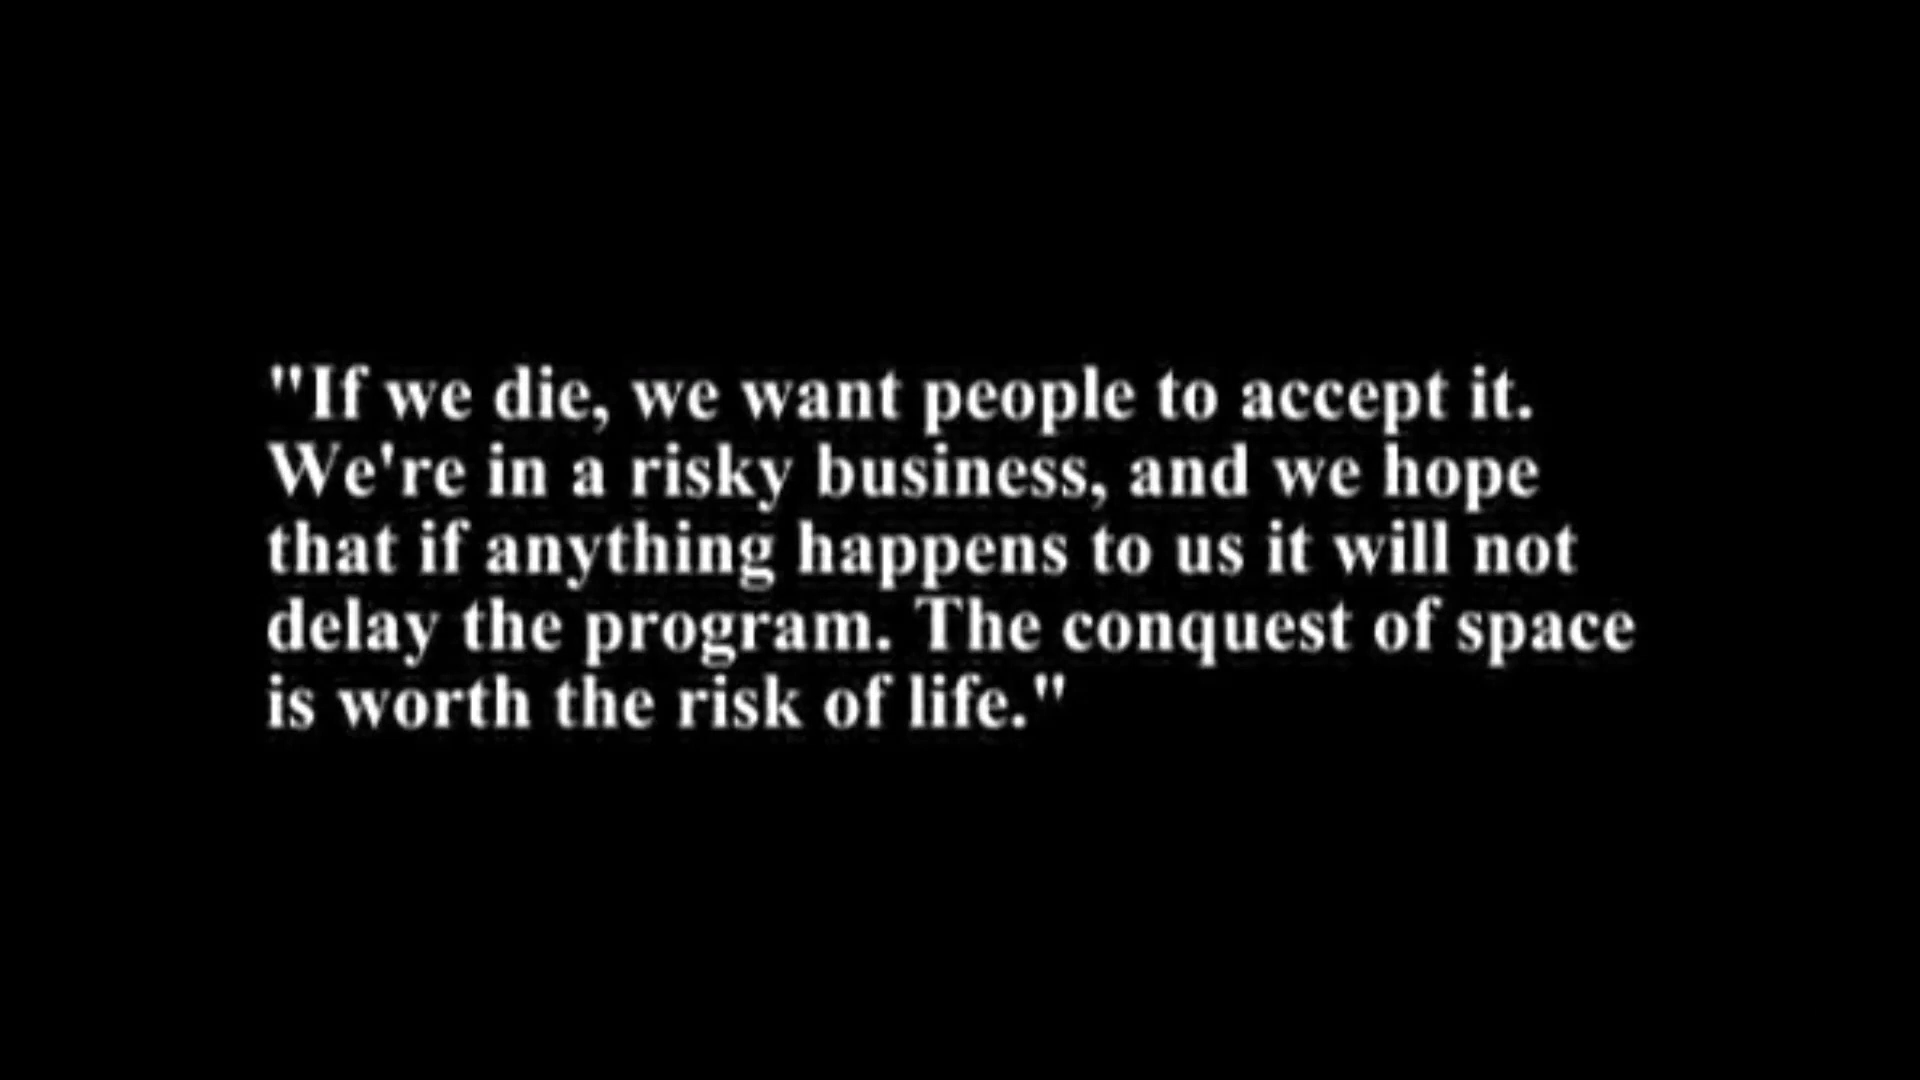 "If we die, we want people to accept it.
We're in a risky business, and we hope
that if anything happens to us it will not
delay the program. The conquest of space
is worth the risk of life."